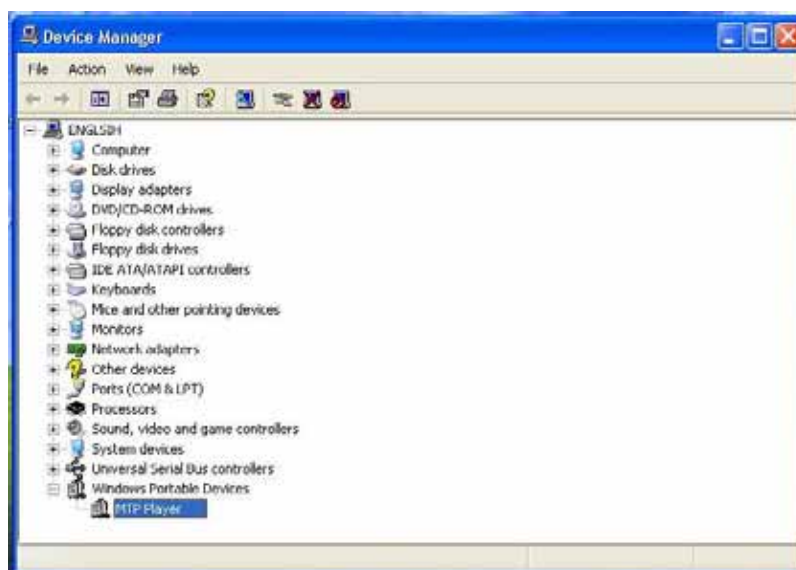 Device Manager
File Action View Help
ENGLSIH
Computer
Disk drives
Display adapters
DVD/CD-ROM drives
Floppy disk controllers
Floppy disk drives
IDE ATA/ATAPI controllers
Keyboards
Mice and other pointing devices
Monitors
Network adapters
Other devices
Ports (COM & LPT)
Processors
Sound, video and game controllers
System devices
Universal Serial Bus controllers
Windows Portable Devices
MTP Player